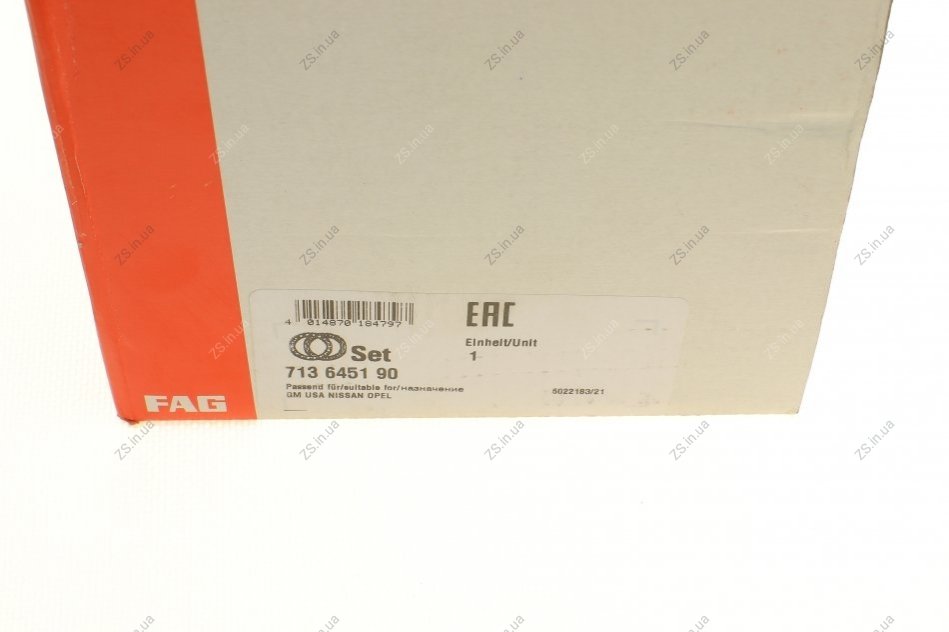 4 014870 184797
EAC
Einheit/Unit
1
Set
713 6451 90
Passend für/suitable for/назначение
GM USA NISSAN OPEL
5022183/21
FAG
ZS.in.ua